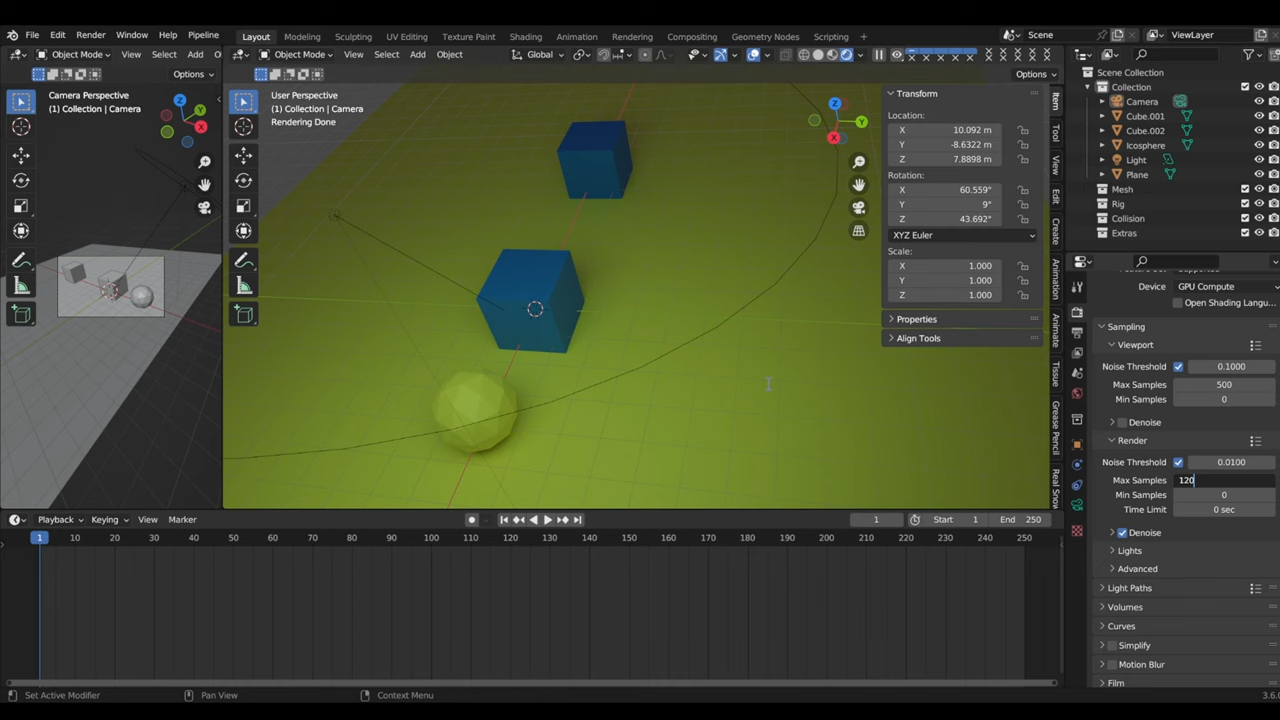 File Edit Render Window Help Pipeline Layout Modeling Sculpting UV Editing Texture Paint Shading Animation Rendering Compositing Geometry Nodes Scripting + Scene ViewLayer
Object Mode View Select Add O Object Mode View Select Add Object Global
Options Options
Camera Perspective
(1) Collection | Camera
User Perspective
(1) Collection | Camera
Rendering Done
Z Y X
Z Y X
Transform
Location:
X 10.092 m
Y -8.6322 m
Z 7.8898 m
Rotation:
X 60.559°
Y 9°
Z 43.692°
XYZ Euler
Scale:
X 1.000
Y 1.000
Z 1.000
Properties
Align Tools
Item
Tool
View
Edit
Create
Animation
Animate
Tissue
Grease Pencil
Real Snow
Scene Collection
Collection
Camera
Cube.001
Cube.002
Icosphere
Light
Plane
Mesh
Rig
Collision
Extras
Device GPU Compute
Open Shading Langu...
Sampling
Viewport
Noise Threshold 0.1000
Max Samples 500
Min Samples 0
Denoise
Render
Noise Threshold 0.0100
Max Samples 120
Min Samples 0
Time Limit 0 sec
Denoise
Lights
Advanced
Light Paths
Volumes
Curves
Simplify
Motion Blur
Film
Playback Keying View Marker 1 Start 1 End 250
1 10 20 30 40 50 60 70 80 90 100 110 120 130 140 150 160 170 180 190 200 210 220 230 240 250
Set Active Modifier Pan View Context Menu 3.6.0